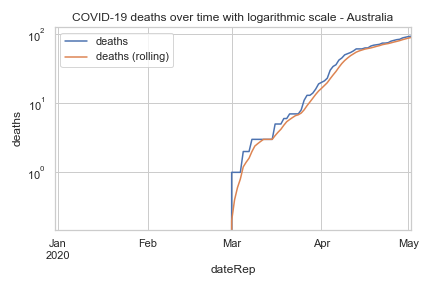 COVID-19 deaths over time with logarithmic scale - Australia
deaths
deaths (rolling)
10²
10¹
10⁰
deaths
Jan
2020
Feb
Mar
Apr
May
dateRep